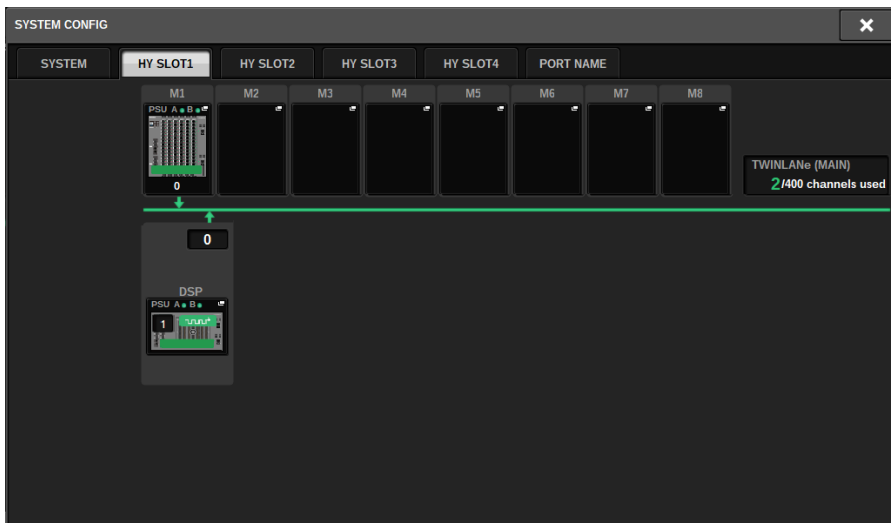 SYSTEM CONFIG
SYSTEM HY SLOT1 HY SLOT2 HY SLOT3 HY SLOT4 PORT NAME
M1 M2 M3 M4 M5 M6 M7 M8
PSU A B
0
TWINLANe (MAIN)
2/400 channels used
0
DSP
PSU A B
1